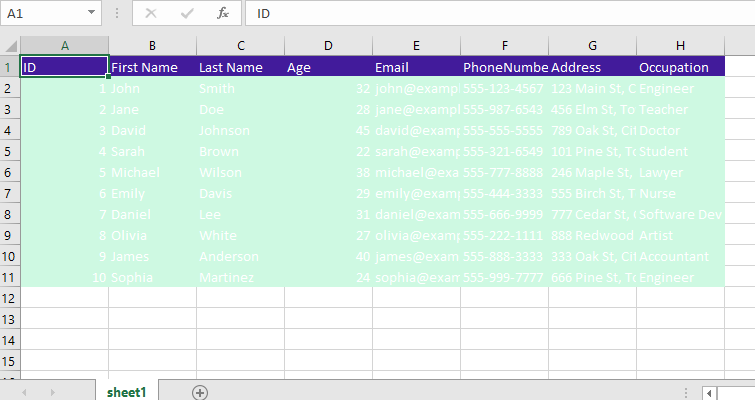 A1 fx ID
A B C D E F G H
1 ID First Name Last Name Age Email PhoneNumbe Address Occupation
2 1 John Smith 32 john@exampl 555-123-4567 123 Main St, C Engineer
3 2 Jane Doe 28 jane@exampl 555-987-6543 456 Elm St, To Teacher
4 3 David Johnson 45 david@examp 555-555-5555 789 Oak St, Cit Doctor
5 4 Sarah Brown 22 sarah@examp 555-321-6549 101 Pine St, To Student
6 5 Michael Wilson 38 michael@exa 555-777-8888 246 Maple St, Lawyer
7 6 Emily Davis 29 emily@examp 555-444-3333 555 Birch St, T Nurse
8 7 Daniel Lee 31 daniel@exam 555-666-9999 777 Cedar St, Software Dev
9 8 Olivia White 27 olivia@examp 555-222-1111 888 Redwood Artist
10 9 James Anderson 40 james@exam 555-888-3333 333 Oak St, Cit Accountant
11 10 Sophia Martinez 24 sophia@exam 555-999-7777 666 Pine St, To Engineer
12
13
14
15
sheet1